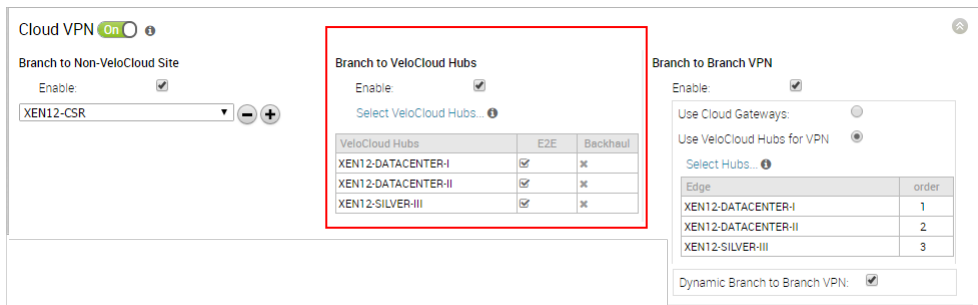 Cloud VPN On
Branch to Non-VeloCloud Site
Enable:
XEN12-CSR
Branch to VeloCloud Hubs
Enable:
Select VeloCloud Hubs...
VeloCloud Hubs E2E Backhaul
XEN12-DATACENTER-I
XEN12-DATACENTER-II
XEN12-SILVER-III
Branch to Branch VPN
Enable:
Use Cloud Gateways:
Use VeloCloud Hubs for VPN
Select Hubs...
Edge order
XEN12-DATACENTER-I 1
XEN12-DATACENTER-II 2
XEN12-SILVER-III 3
Dynamic Branch to Branch VPN: